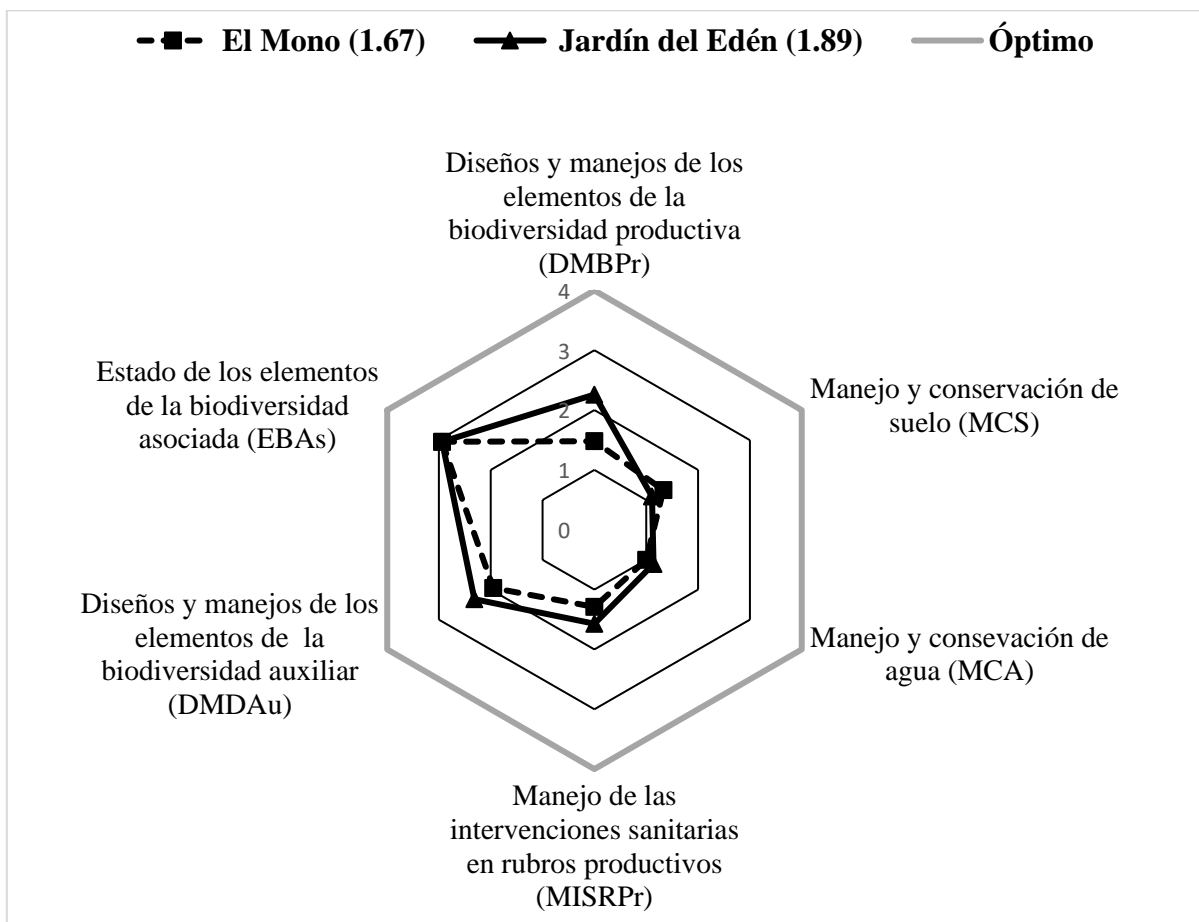 El Mono (1.67) Jardín del Edén (1.89) Óptimo
Diseños y manejos de los
elementos de la
biodiversidad productiva
(DMBPr)
4
3
2
1
0
Estado de los elementos
de la biodiversidad
asociada (EBAs)
Manejo y conservación de
suelo (MCS)
Diseños y manejos de los
elementos de la
biodiversidad auxiliar
(DMDAu)
Manejo y consevación de
agua (MCA)
Manejo de las
intervenciones sanitarias
en rubros productivos
(MISRPr)